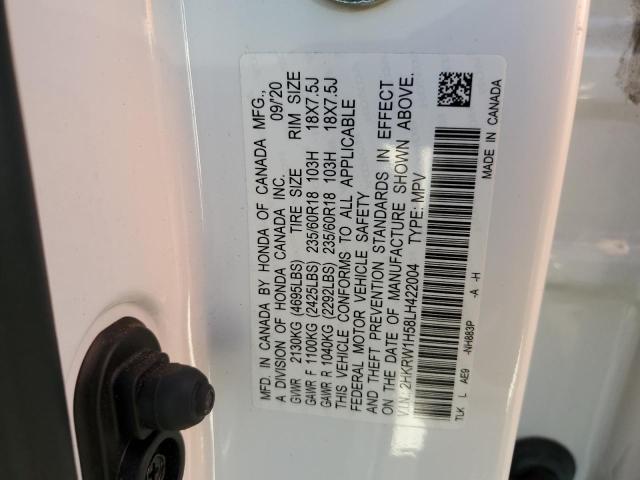 MFD. IN CANADA BY HONDA OF CANADA MFG.,
A DIVISION OF HONDA CANADA INC. 09/'20
GVWR 2130KG (4695LBS) TIRE SIZE RIM SIZE
GAWR F 1100KG (2425LBS) 235/60R18 103H 18X7.5J
GAWR R 1040KG (2292LBS) 235/60R18 103H 18X7.5J
THIS VEHICLE CONFORMS TO ALL APPLICABLE
FEDERAL MOTOR VEHICLE SAFETY
AND THEFT PREVENTION STANDARDS IN EFFECT
ON THE DATE OF MANUFACTURE SHOWN ABOVE.
V.I.N.: 2HKRW1H58LH422004 TYPE: MPV
TLK L AE9 -NH883P -A -H
MADE IN CANADA